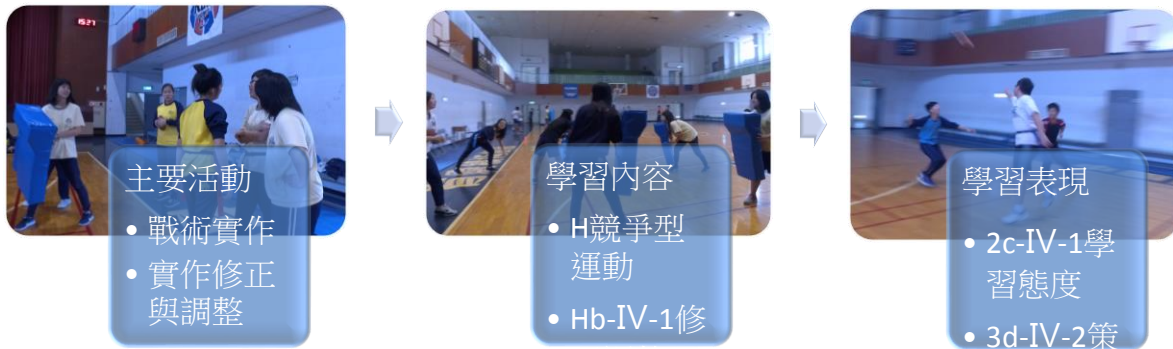 15:27
主要活動
• 戰術實作
• 實作修正
與調整
學習內容
• H競爭型
運動
• Hb-IV-1修
學習表現
• 2c-IV-1學
習態度
• 3d-IV-2策